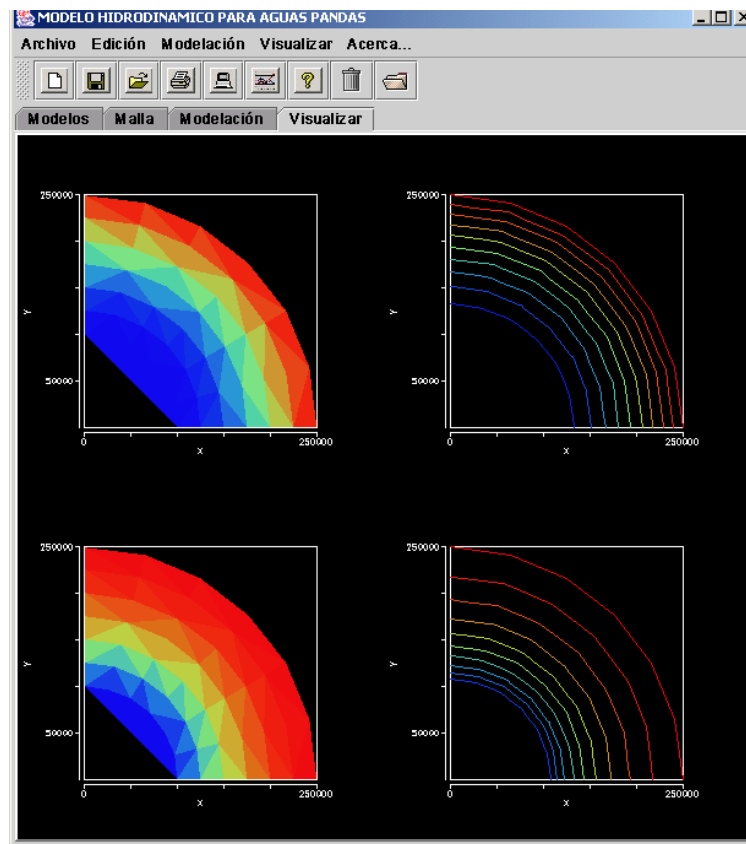 MODELO HIDRODINAMICO PARA AGUAS PANDAS
Archivo Edición Modelación Visualizar Acerca...
Modelos Malla Modelación Visualizar
250000
Y
50000
0
250000
X
250000
Y
50000
0
250000
X
250000
Y
50000
0
250000
X
250000
Y
50000
0
250000
X